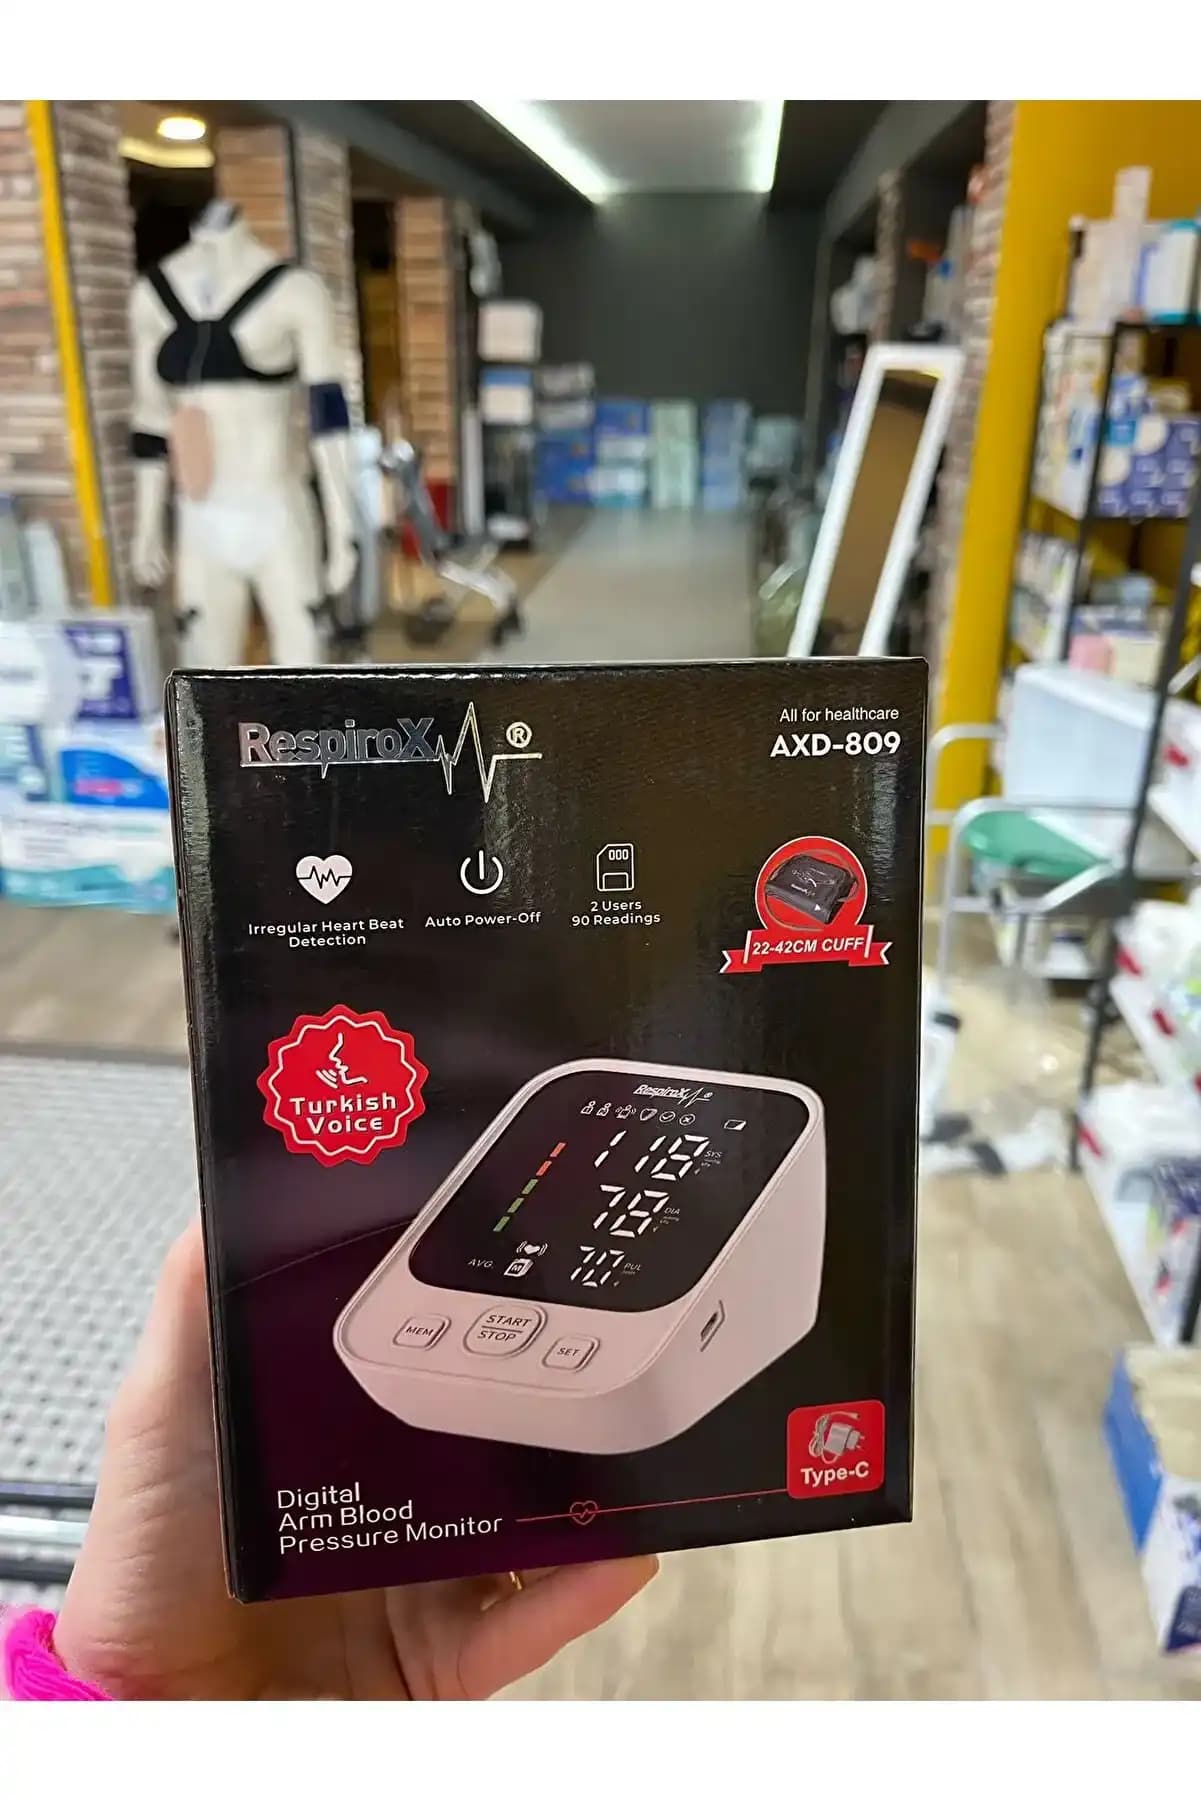 RespiroX ®
All for healthcare
AXD-809
Irregular Heart Beat
Detection
Auto Power-Off
000
2 Users
90 Readings
22-42CM CUFF
Turkish
Voice
RespiroX ®
118 SYS
78 DIA
AVG. M
70 PUL
MEM
START
STOP
SET
Type-C
Digital
Arm Blood
Pressure Monitor